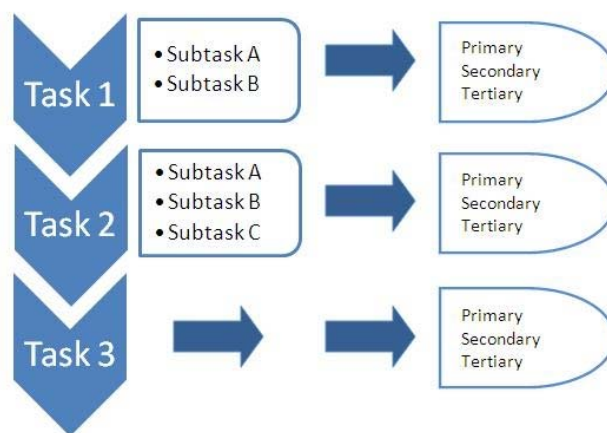 Task 1
• Subtask A
• Subtask B
Primary
Secondary
Tertiary
Task 2
• Subtask A
• Subtask B
• Subtask C
Primary
Secondary
Tertiary
Task 3
Primary
Secondary
Tertiary